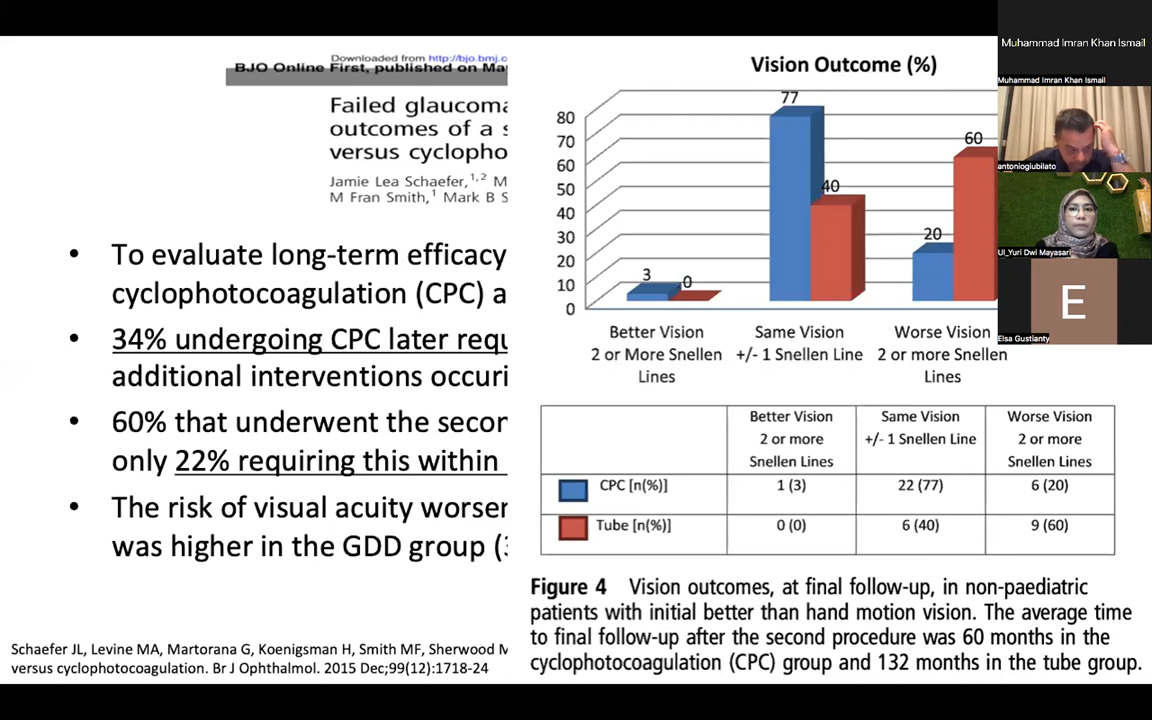 Downloaded from http://bjo.bmj.c
BJO Online First, published on Ma
Failed glaucoma
outcomes of a s
versus cyclopho
Jamie Lea Schaefer,1,2 M
M Fran Smith,1 Mark B S
• To evaluate long-term efficacy
cyclophotocoagulation (CPC) a
• 34% undergoing CPC later requ
additional interventions occuri
• 60% that underwent the secon
only 22% requiring this within
• The risk of visual acuity worser
was higher in the GDD group (3
Schaefer JL, Levine MA, Martorana G, Koenigsman H, Smith MF, Sherwood M
versus cyclophotocoagulation. Br J Ophthalmol. 2015 Dec;99(12):1718-24
Vision Outcome (%)
80
70
60
50
40
30
20
10
0
3
0
77
40
20
60
Better Vision
2 or More Snellen
Lines
Same Vision
+/- 1 Snellen Line
Worse Vision
2 or more Snellen
Lines
Better Vision
2 or more
Snellen Lines
Same Vision
+/- 1 Snellen Line
Worse Vision
2 or more
Snellen Lines
CPC [n(%)] 1 (3) 22 (77) 6 (20)
Tube [n(%)] 0 (0) 6 (40) 9 (60)
Figure 4 Vision outcomes, at final follow-up, in non-paediatric
patients with initial better than hand motion vision. The average time
to final follow-up after the second procedure was 60 months in the
cyclophotocoagulation (CPC) group and 132 months in the tube group.
Muhammad Imran Khan Ismail
Muhammad Imran Khan Ismail
antoniogiubilato
UI_Yuri Dwi Mayasari
E
Elsa Gustianty